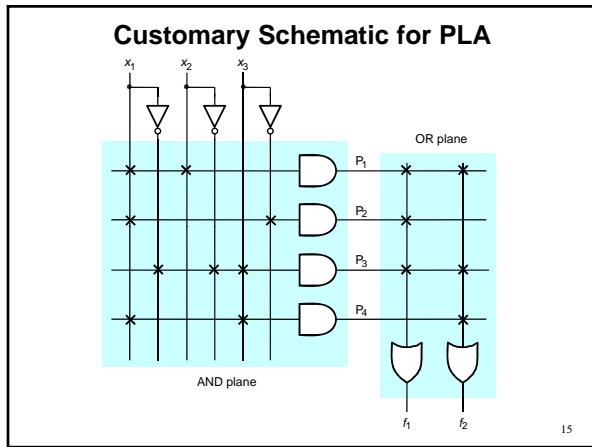 Customary Schematic for PLA
x1 x2 x3
OR plane
P1
P2
P3
P4
AND plane
f1 f2
15